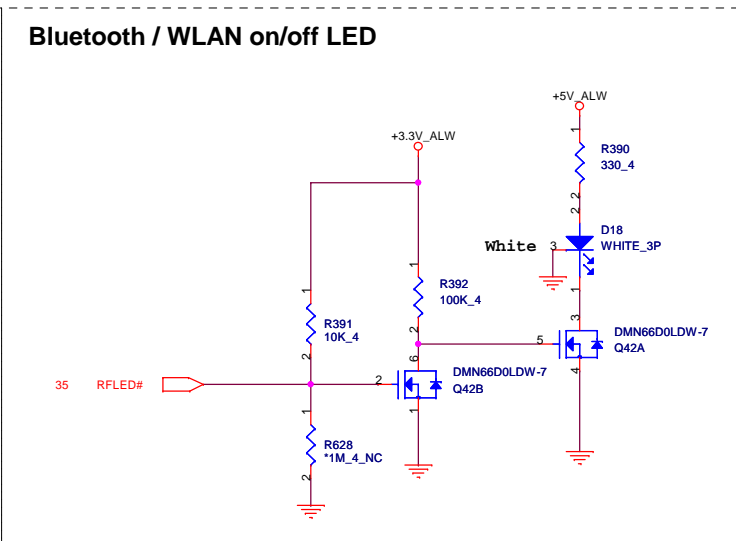 Bluetooth / WLAN on/off LED
+5V_ALW
1
R390
330_4
2
+3.3V_ALW
2
D18
WHITE_3P
White 3
1
1
R392
100K_4
2
1
R391
10K_4
2
3
DMN66D0LDW-7
Q42A
5
4
6
DMN66D0LDW-7
Q42B
35 RFLED#
2
1
1
R628
*1M_4_NC
2